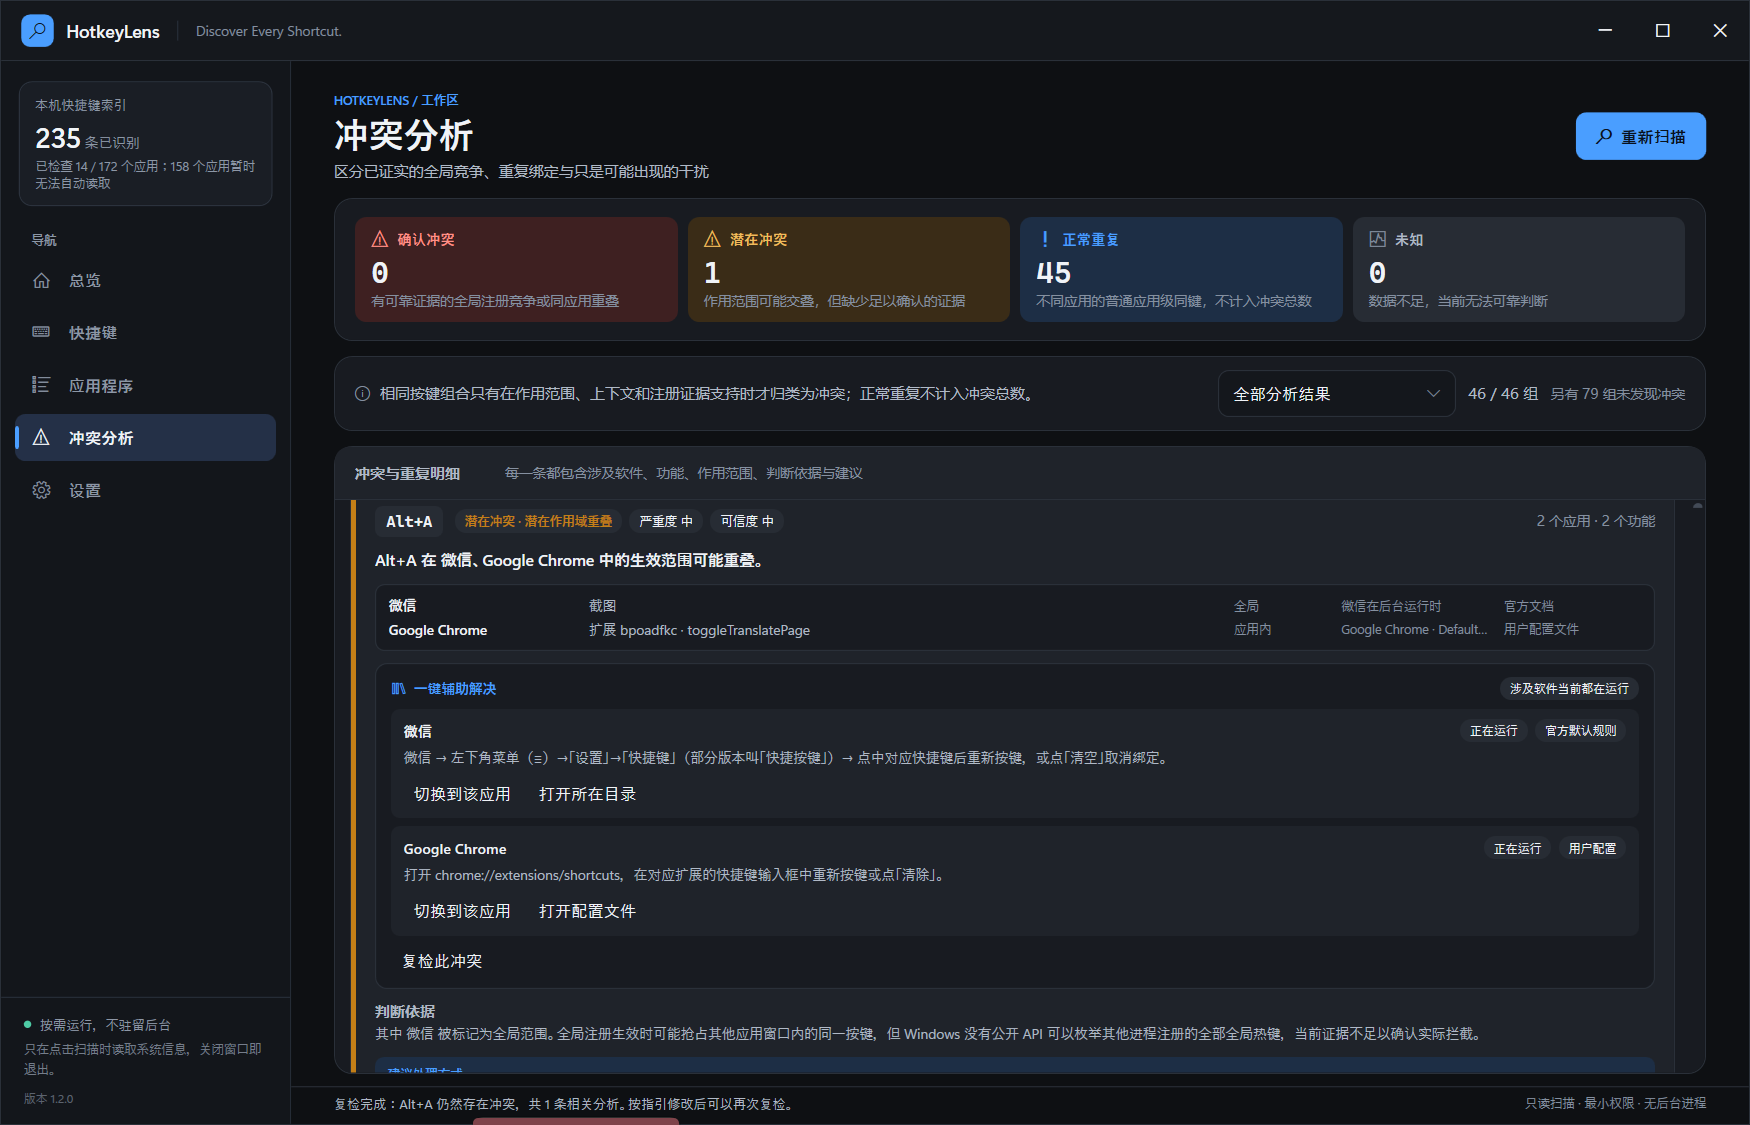 HotkeyLens
Discover Every Shortcut.
本机快捷键索引
235 条已识别
已检查 14 / 172 个应用；158 个应用暂时
无法自动读取
导航
总览
快捷键
应用程序
冲突分析
设置
按需运行，不驻留后台
只在点击扫描时读取系统信息，关闭窗口即
退出。
版本 1.2.0
HOTKEYLENS / 工作区
冲突分析
区分已证实的全局竞争、重复绑定与只是可能出现的干扰
重新扫描
确认冲突
0
有可靠证据的全局注册竞争或同应用重叠
潜在冲突
1
作用范围可能交叠，但缺少足以确认的证据
正常重复
45
不同应用的普通应用级同键，不计入冲突总数
未知
0
数据不足，当前无法可靠判断
相同按键组合只有在作用范围、上下文和注册证据支持时才归类为冲突；正常重复不计入冲突总数。
全部分析结果
46 / 46 组 另有 79 组未发现冲突
冲突与重复明细 每一条都包含涉及软件、功能、作用范围、判断依据与建议
Alt+A 潜在冲突 · 潜在作用域重叠 严重度 中 可信度 中 2 个应用 · 2 个功能
Alt+A 在 微信、Google Chrome 中的生效范围可能重叠。
微信 截图 全局 微信在后台运行时 官方文档
Google Chrome 扩展 bpoadfkc · toggleTranslatePage 应用内 Google Chrome · Default... 用户配置文件
一键辅助解决 涉及软件当前都在运行
微信 正在运行 官方默认规则
微信 → 左下角菜单（≡）→「设置」→「快捷键」（部分版本叫「快捷按键」）→ 点中对应快捷键后重新按键，或点「清空」取消绑定。
切换到该应用 打开所在目录
Google Chrome 正在运行 用户配置
打开 chrome://extensions/shortcuts，在对应扩展的快捷键输入框中重新按键或点「清除」。
切换到该应用 打开配置文件
复检此冲突
判断依据
其中 微信 被标记为全局范围。全局注册生效时可能抢占其他应用窗口内的同一按键，但 Windows 没有公开 API 可以枚举其他进程注册的全部全局热键，当前证据不足以确认实际拦截。
建议处理方式
复检完成：Alt+A 仍然存在冲突，共 1 条相关分析。按指引修改后可以再次复检。
只读扫描 · 最小权限 · 无后台进程